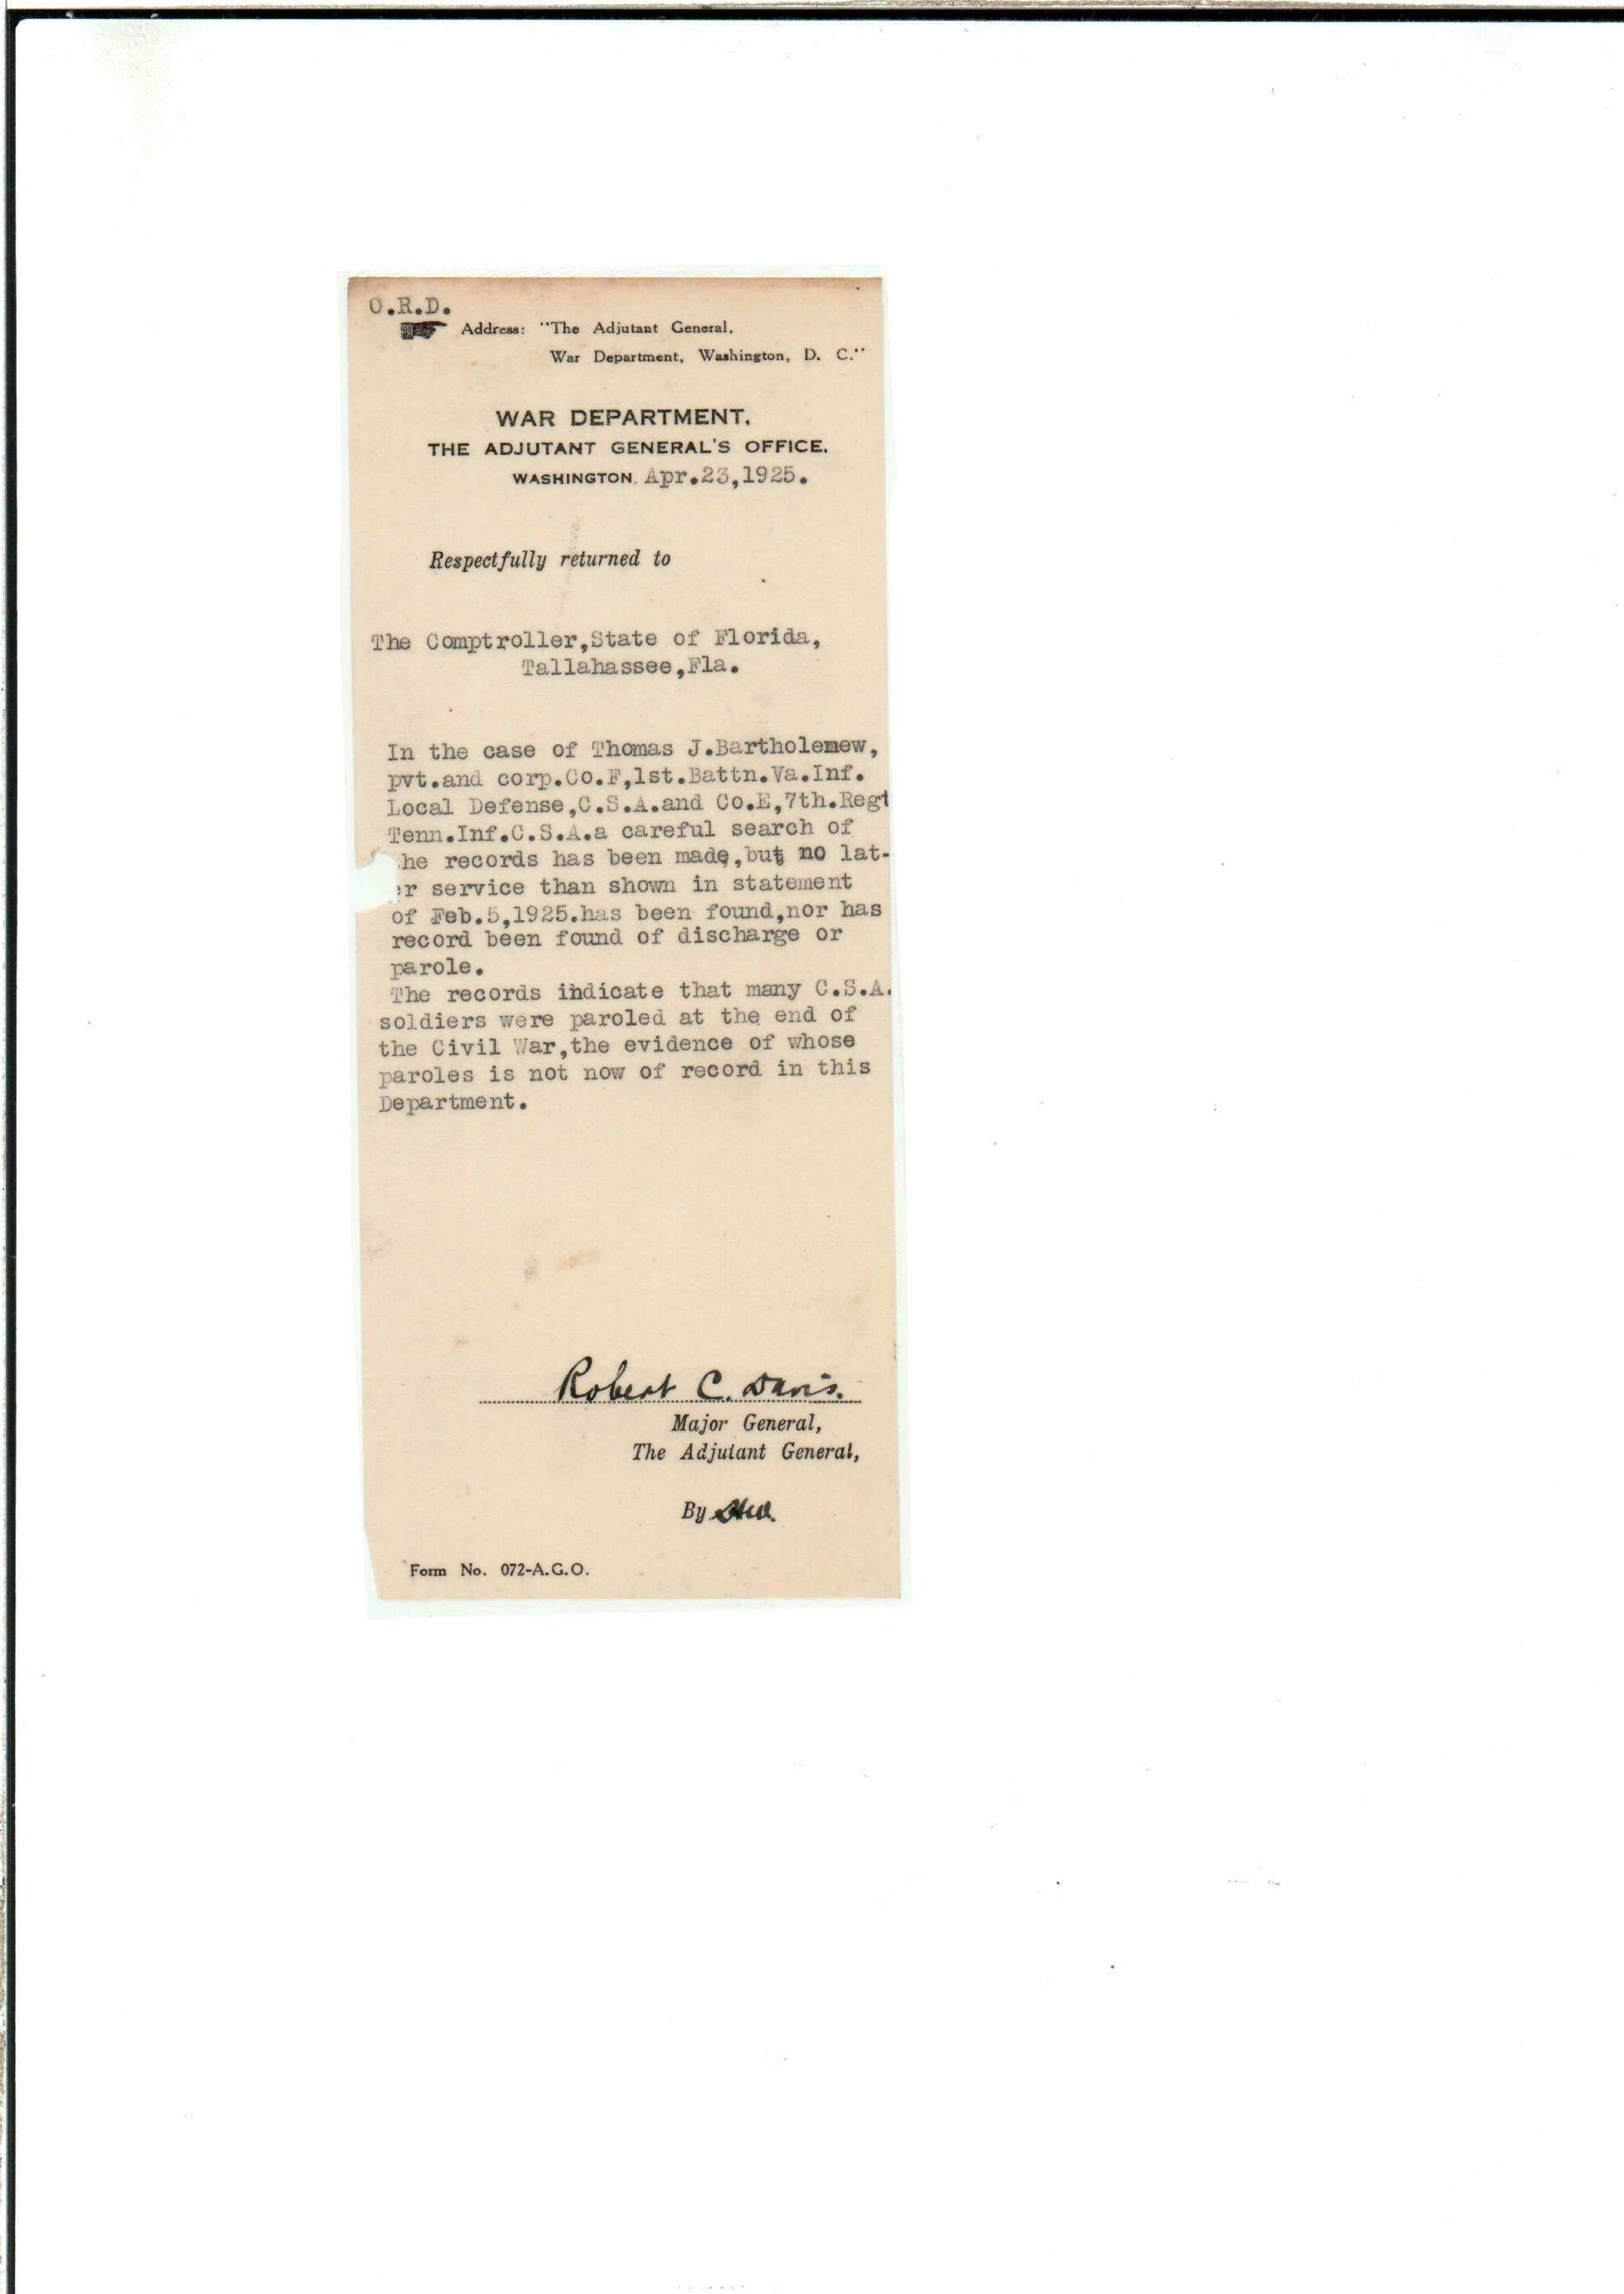 O.R.D.
Address: "The Adjutant General,
War Department, Washington, D. C."
WAR DEPARTMENT,
THE ADJUTANT GENERAL'S OFFICE,
WASHINGTON, Apr.23,1925.
Respectfully returned to
The Comptroller,State of Florida,
Tallahassee,Fla.
In the case of Thomas J.Bartholemew,
pvt.and corp.Co.F,1st.Battn.Va.Inf.
Local Defense,C.S.A.and Co.E,7th.Regt
Tenn.Inf.C.S.A.a careful search of
he records has been made,but no lat-
r service than shown in statement
of Feb.5,1925.has been found,nor has
record been found of discharge or
parole.
The records indicate that many C.S.A.
soldiers were paroled at the end of
the Civil War,the evidence of whose
paroles is not now of record in this
Department.
Robert C. Davis.
Major General,
The Adjutant General,
By
Form No. 072-A.G.O.